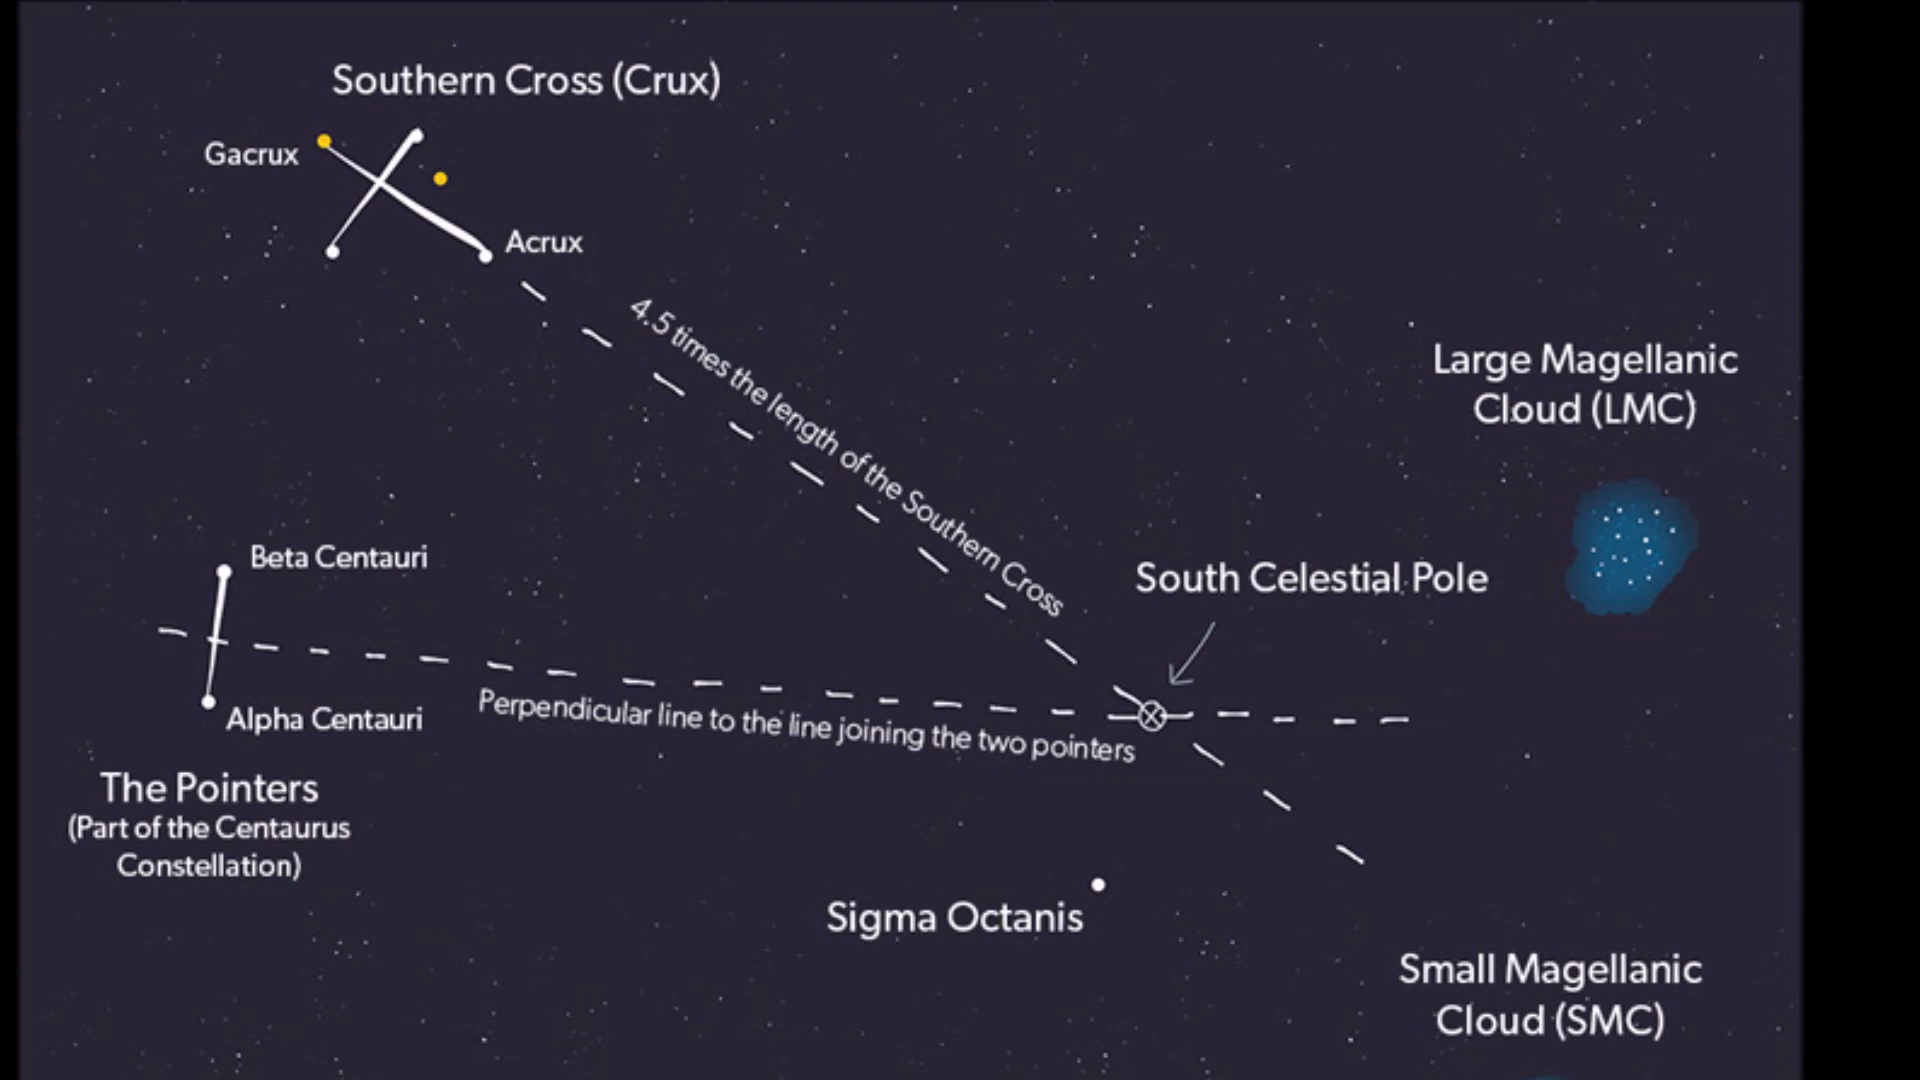 Southern Cross (Crux)
Gacrux
Acrux
4.5 times the length of the Southern Cross
Large Magellanic
Cloud (LMC)
Beta Centauri
South Celestial Pole
Alpha Centauri
Perpendicular line to the line joining the two pointers
The Pointers
(Part of the Centaurus
Constellation)
Sigma Octanis
Small Magellanic
Cloud (SMC)